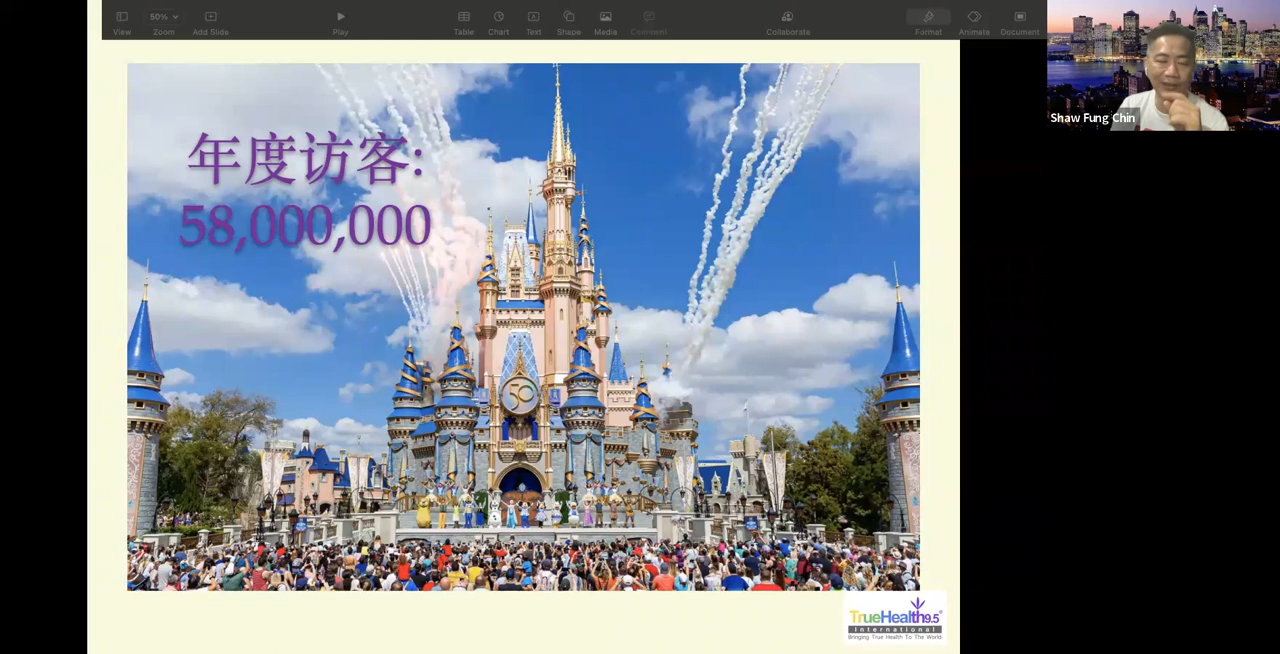 View
50%
Zoom
Add Slide
Play
Table
Chart
Text
Shape
Media
Comment
Collaborate
Format
Animate
Document
Shaw Fung Chin
年度访客:
58,000,000
50
TrueHealth9.5®
International
Bringing True Health To The World